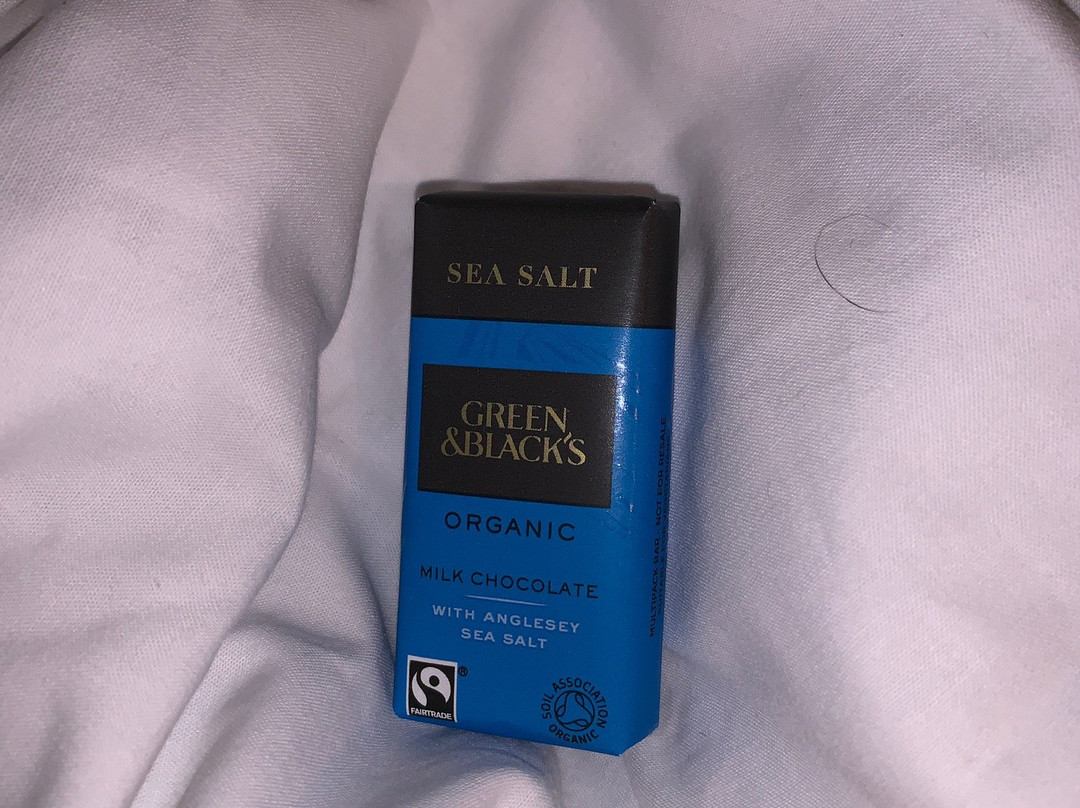 SEA SALT
GREEN
&BLACK'S
ORGANIC
MILK CHOCOLATE
WITH ANGLESEY
SEA SALT
®
FAIRTRADE
SOIL ASSOCIATION
ORGANIC
MULTIPACK BAR - NOT FOR RESALE